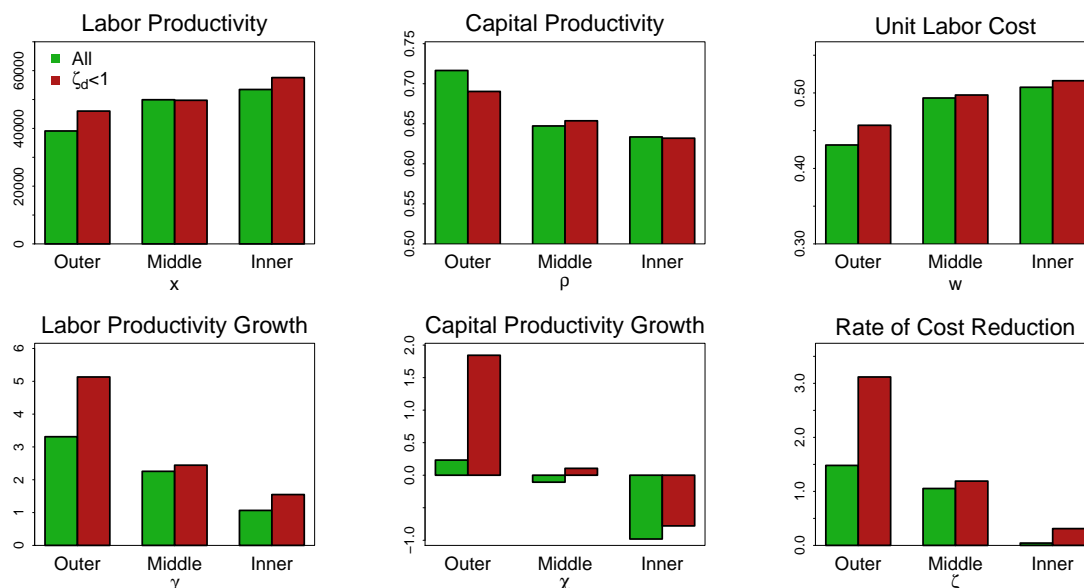 Labor Productivity
All
ζd<1
0 20000 40000 60000
Outer Middle Inner
x
Capital Productivity
0.50 0.55 0.60 0.65 0.70 0.75
Outer Middle Inner
ρ
Unit Labor Cost
0.30 0.40 0.50
Outer Middle Inner
w
Labor Productivity Growth
0 1 2 3 4 5 6
Outer Middle Inner
γ
Capital Productivity Growth
−1.0 0.0 0.5 1.0 1.5 2.0
Outer Middle Inner
χ
Rate of Cost Reduction
0.0 1.0 2.0 3.0
Outer Middle Inner
ζ